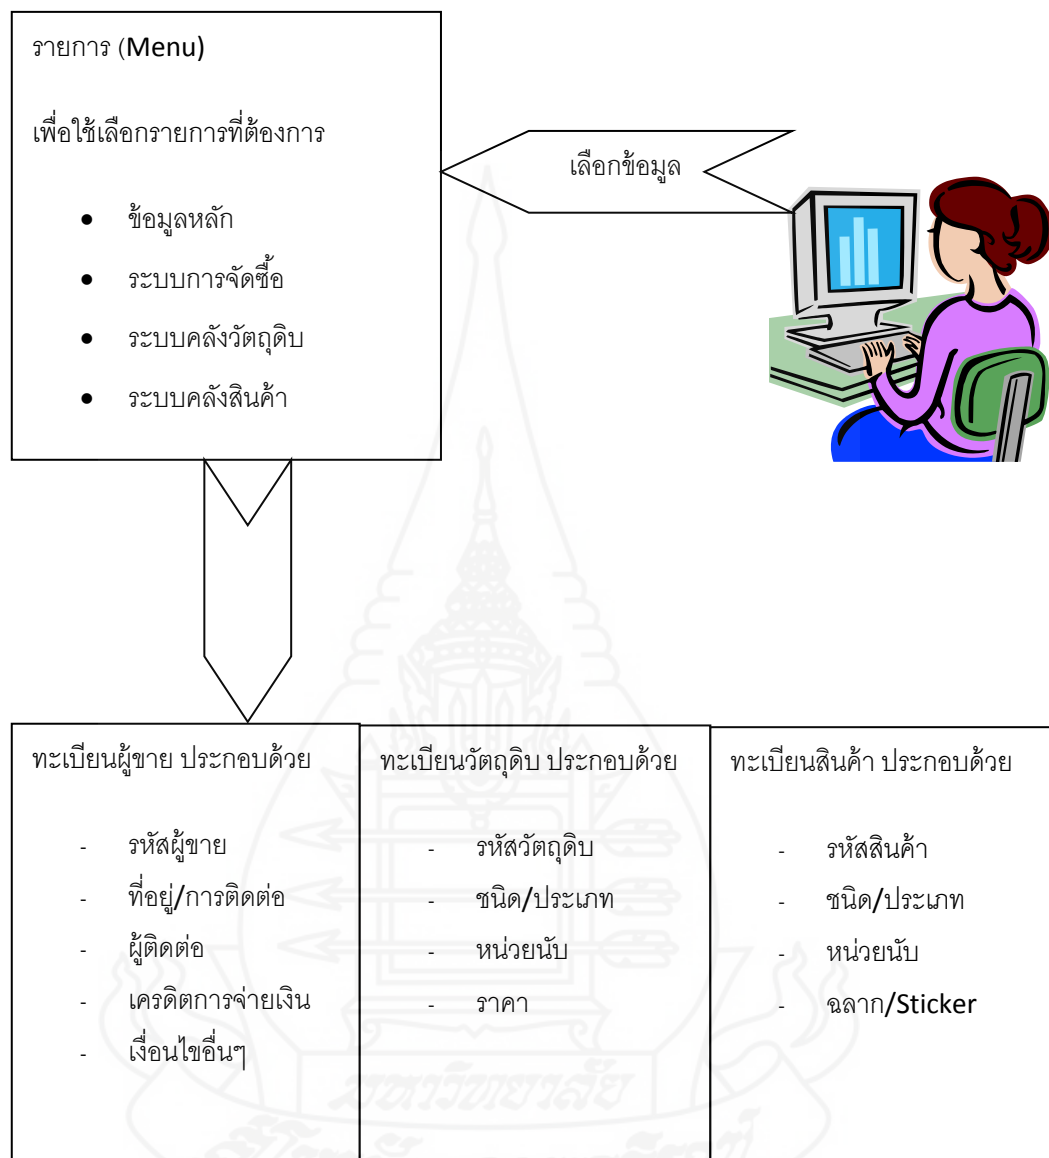 รายการ (Menu)
เพื่อใช้เลือกรายการที่ต้องการ
• ข้อมูลหลัก
• ระบบการจัดซื้อ
• ระบบคลังวัตถุดิบ
• ระบบคลังสินค้า
เลือกข้อมูล
ทะเบียนผู้ขาย ประกอบด้วย
- รหัสผู้ขาย
- ที่อยู่/การติดต่อ
- ผู้ติดต่อ
- เครดิตการจ่ายเงิน
- เงื่อนไขอื่นๆ
ทะเบียนวัตถุดิบ ประกอบด้วย
- รหัสวัตถุดิบ
- ชนิด/ประเภท
- หน่วยนับ
- ราคา
ทะเบียนสินค้า ประกอบด้วย
- รหัสสินค้า
- ชนิด/ประเภท
- หน่วยนับ
- ฉลาก/Sticker
มหาวิทยาลัย